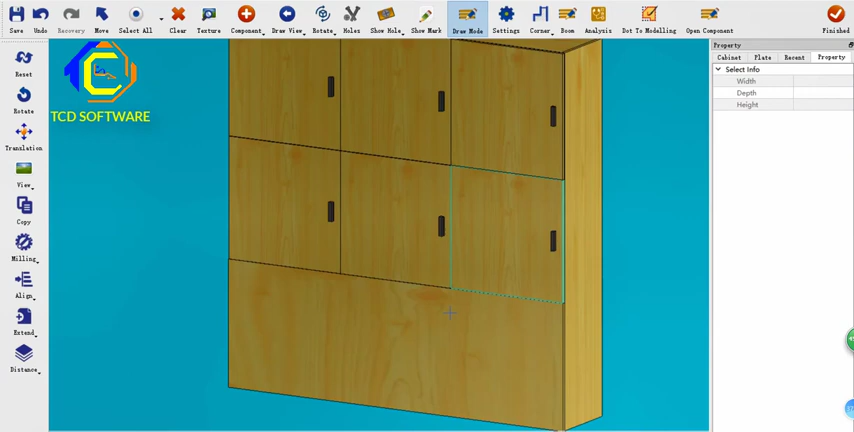 Save Undo Recovery Move Select All Clear Texture Component Draw View Rotate Holez Show Hole Show Mark Draw Mode Settings Corner Boom Analysis Dot To Modelling Open Component Finished
Reset
Rotate
Translation
View
Copy
Milling
Align
Extend
Distance
TCD SOFTWARE
Property
Cabinet Plate Recent Property
Select Info
Width
Depth
Height